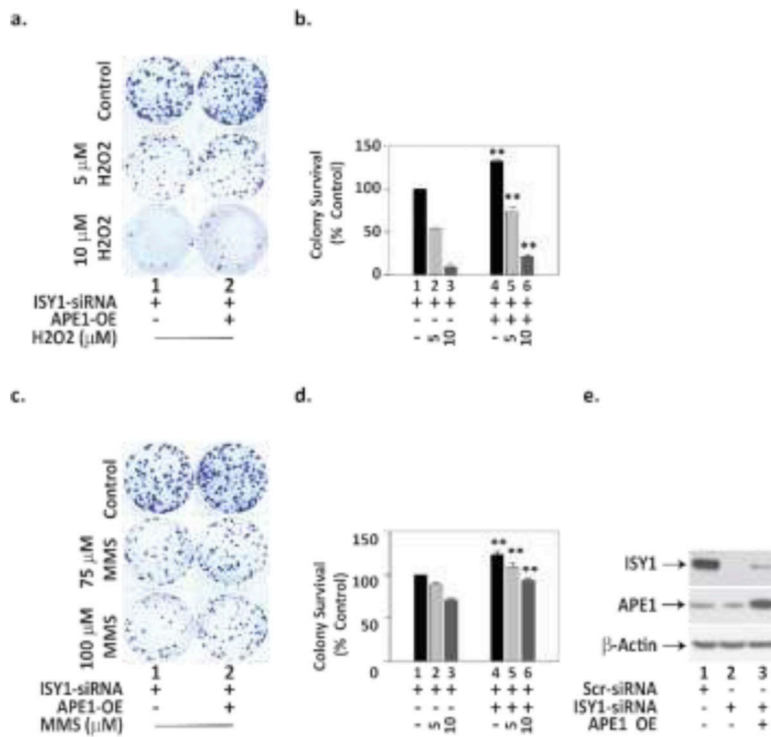 a.
Control
5 µM
H2O2
10 µM
H2O2
1 2
ISY1-siRNA + +
APE1-OE - +
H2O2 (µM)
b.
Colony Survival
(% Control)
150
100
50
0
1 2 3 4 5 6
+ + + + + +
- - - + + +
- 5 10 - 5 10
** ** **
c.
Control
75 µM
MMS
100 µM
MMS
1 2
ISY1-siRNA + +
APE1-OE - +
MMS (µM)
d.
Colony Survival
(% Control)
150
100
50
0
1 2 3 4 5 6
+ + + + + +
- - - + + +
- 5 10 - 5 10
** ** **
e.
ISY1
APE1
β-Actin
1 2 3
Scr-siRNA + - -
ISY1-siRNA - + +
APE1 OE - - +